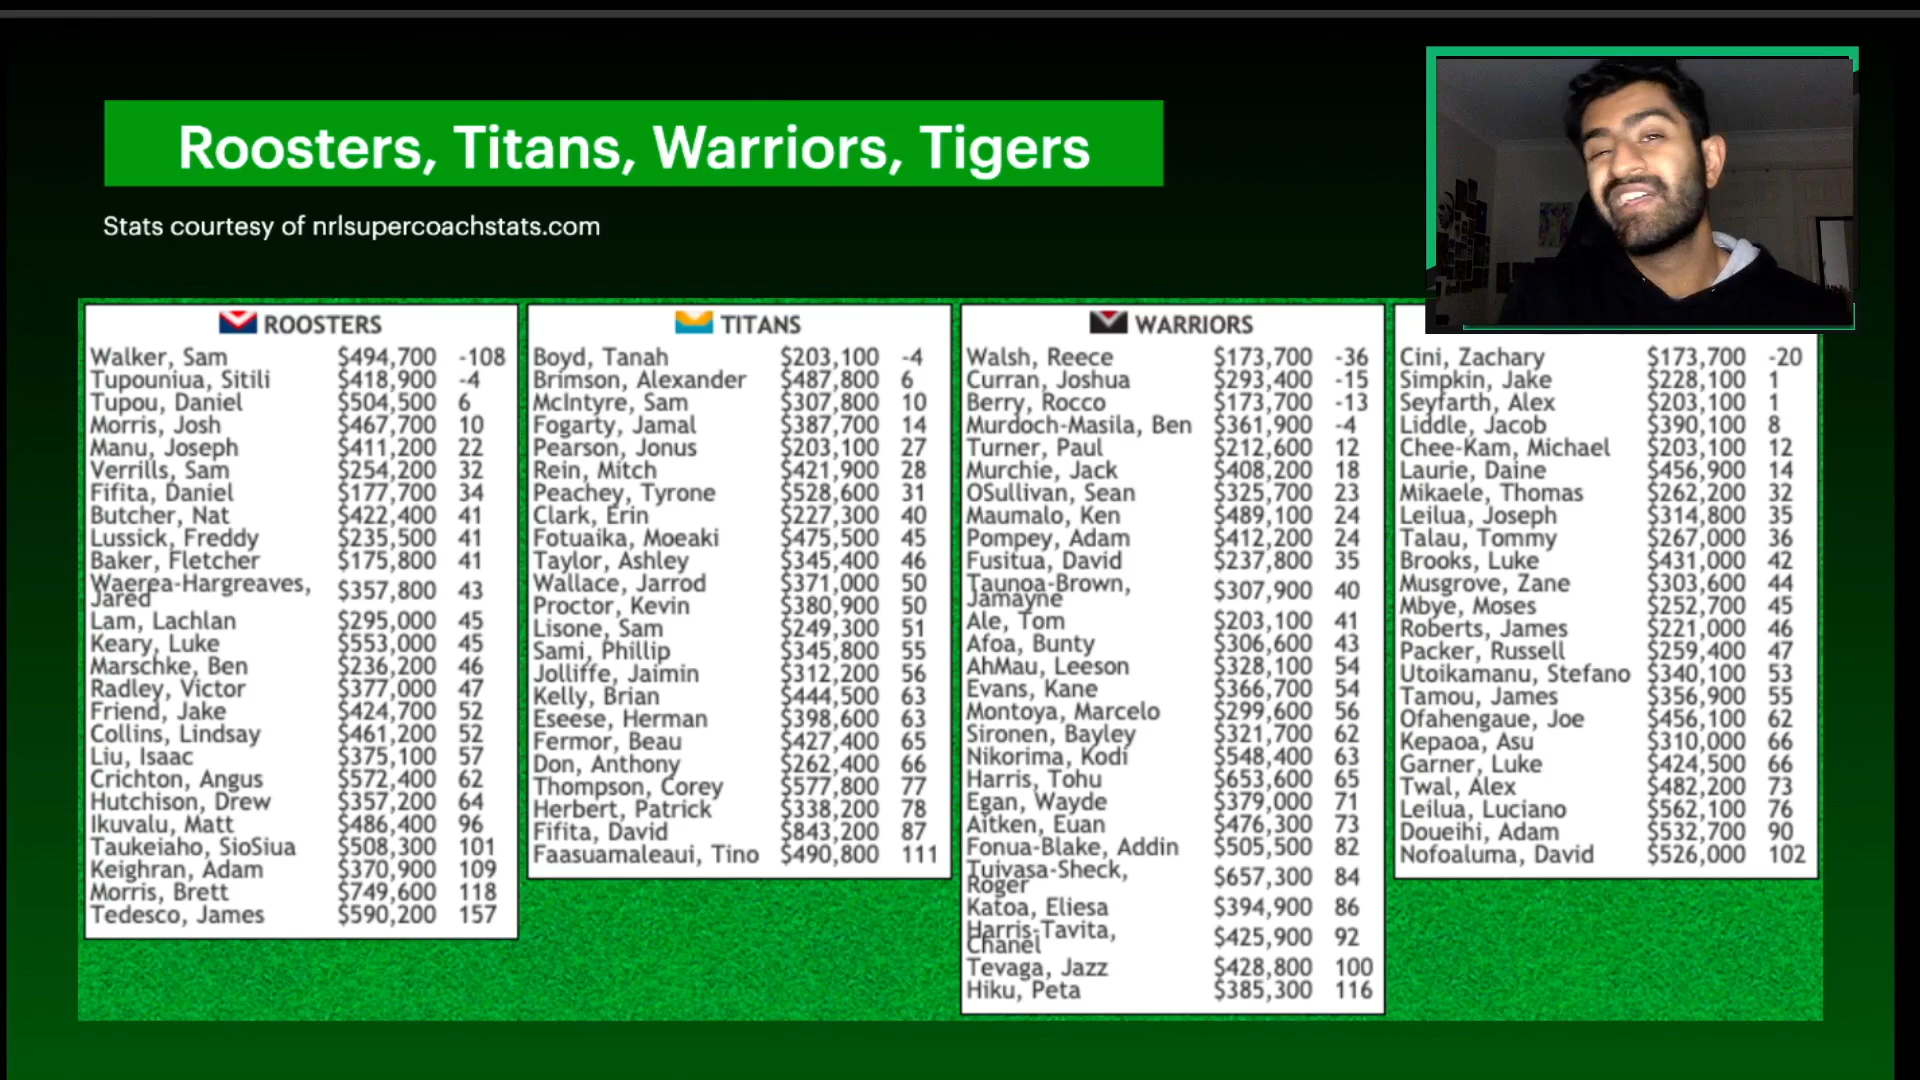 Roosters, Titans, Warriors, Tigers
Stats courtesy of nrlsupercoachstats.com
ROOSTERS
Walker, Sam $494,700 -108
Tupouniua, Sitili $418,900 -4
Tupou, Daniel $504,500 6
Morris, Josh $467,700 10
Manu, Joseph $411,200 22
Verrills, Sam $254,200 32
Fifita, Daniel $177,700 34
Butcher, Nat $422,400 41
Lussick, Freddy $235,500 41
Baker, Fletcher $175,800 41
Waerea-Hargreaves,
Jared $357,800 43
Lam, Lachlan $295,000 45
Keary, Luke $553,000 45
Marschke, Ben $236,200 46
Radley, Victor $377,000 47
Friend, Jake $424,700 52
Collins, Lindsay $461,200 52
Liu, Isaac $375,100 57
Crichton, Angus $572,400 62
Hutchison, Drew $357,200 64
Ikuvalu, Matt $486,400 96
Taukeiaho, SioSiua $508,300 101
Keighran, Adam $370,900 109
Morris, Brett $749,600 118
Tedesco, James $590,200 157
TITANS
Boyd, Tanah $203,100 -4
Brimson, Alexander $487,800 6
McIntyre, Sam $307,800 10
Fogarty, Jamal $387,700 14
Pearson, Jonus $203,100 27
Rein, Mitch $421,900 28
Peachey, Tyrone $528,600 31
Clark, Erin $227,300 40
Fotuaika, Moeaki $475,500 45
Taylor, Ashley $345,400 46
Wallace, Jarrod $371,000 50
Proctor, Kevin $380,900 50
Lisone, Sam $249,300 51
Sami, Phillip $345,800 55
Jolliffe, Jaimin $312,200 56
Kelly, Brian $444,500 63
Eseese, Herman $398,600 63
Fermor, Beau $427,400 65
Don, Anthony $262,400 66
Thompson, Corey $577,800 77
Herbert, Patrick $338,200 78
Fifita, David $843,200 87
Faasuamaleaui, Tino $490,800 111
WARRIORS
Walsh, Reece $173,700 -36
Curran, Joshua $293,400 -15
Berry, Rocco $173,700 -13
Murdoch-Masila, Ben $361,900 -4
Turner, Paul $212,600 12
Murchie, Jack $408,200 18
OSullivan, Sean $325,700 23
Maumalo, Ken $489,100 24
Pompey, Adam $412,200 24
Fusitua, David $237,800 35
Taunoa-Brown,
Jamayne $307,900 40
Ale, Tom $203,100 41
Afoa, Bunty $306,600 43
AhMau, Leeson $328,100 54
Evans, Kane $366,700 54
Montoya, Marcelo $299,600 56
Sironen, Bayley $321,700 62
Nikorima, Kodi $548,400 63
Harris, Tohu $653,600 65
Egan, Wayde $379,000 71
Aitken, Euan $476,300 73
Fonua-Blake, Addin $505,500 82
Tuivasa-Sheck,
Roger $657,300 84
Katoa, Eliesa $394,900 86
Harris-Tavita,
Chanel $425,900 92
Tevaga, Jazz $428,800 100
Hiku, Peta $385,300 116
Cini, Zachary $173,700 -20
Simpkin, Jake $228,100 1
Seyfarth, Alex $203,100 1
Liddle, Jacob $390,100 8
Chee-Kam, Michael $203,100 12
Laurie, Daine $456,900 14
Mikaele, Thomas $262,200 32
Leilua, Joseph $314,800 35
Talau, Tommy $267,000 36
Brooks, Luke $431,000 42
Musgrove, Zane $303,600 44
Mbye, Moses $252,700 45
Roberts, James $221,000 46
Packer, Russell $259,400 47
Utoikamanu, Stefano $340,100 53
Tamou, James $356,900 55
Ofahengaue, Joe $456,100 62
Kepaoa, Asu $310,000 66
Garner, Luke $424,500 66
Twal, Alex $482,200 73
Leilua, Luciano $562,100 76
Doueihi, Adam $532,700 90
Nofoaluma, David $526,000 102